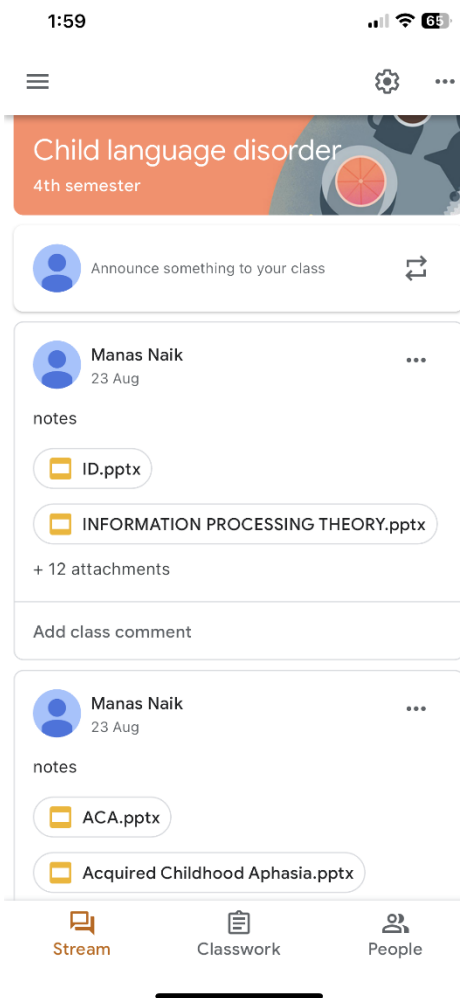 1:59
65
Child language disorder
4th semester
Announce something to your class
Manas Naik
23 Aug
notes
ID.pptx
INFORMATION PROCESSING THEORY.pptx
+ 12 attachments
Add class comment
Manas Naik
23 Aug
notes
ACA.pptx
Acquired Childhood Aphasia.pptx
Stream
Classwork
People